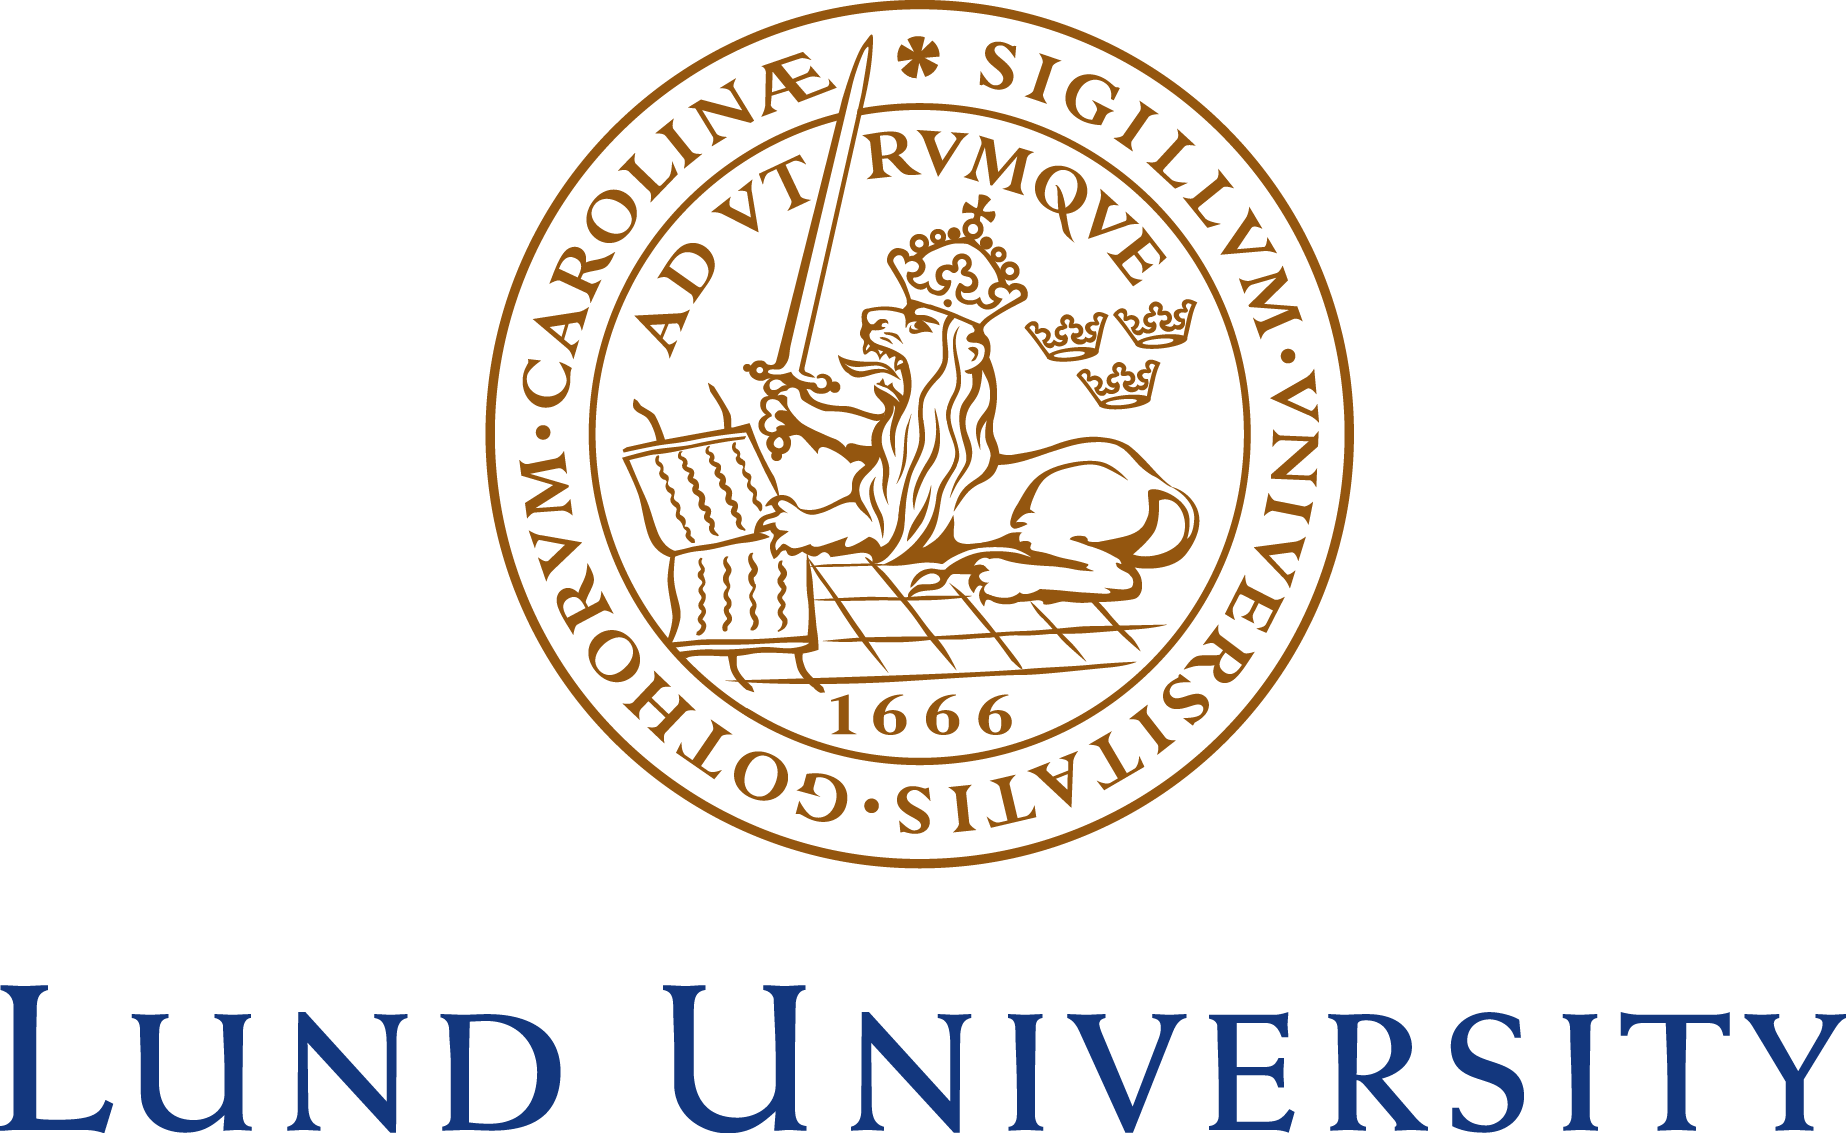 * SIGILLVM · VNIVERSITATIS · GOTHORVM · CAROLINÆ
AD VTRVMQVE
1666
LUND UNIVERSITY